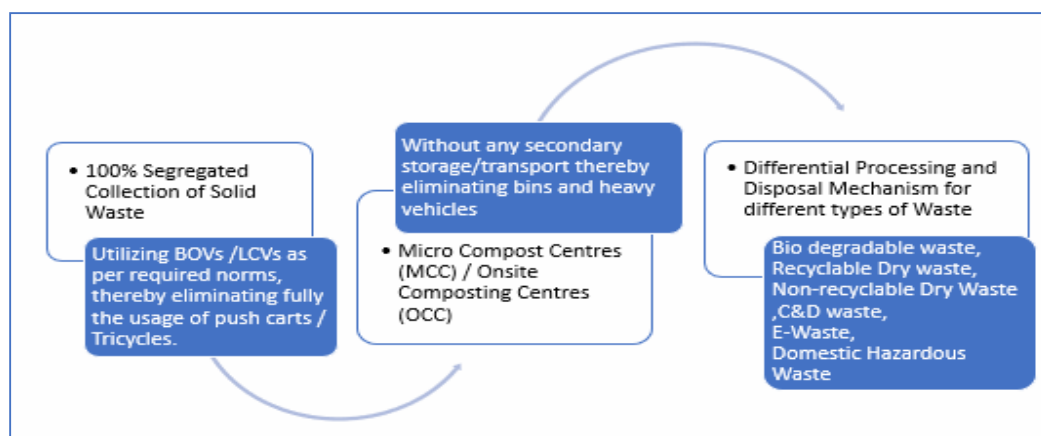 • 100% Segregated
Collection of Solid
Waste
Utilizing BOVs /LCVs as
per required norms,
thereby eliminating fully
the usage of push carts /
Tricycles.
Without any secondary
storage/transport thereby
eliminating bins and heavy
vehicles
• Micro Compost Centres
(MCC) / Onsite
Composting Centres
(OCC)
• Differential Processing and
Disposal Mechanism for
different types of Waste
Bio degradable waste,
Recyclable Dry waste,
Non-recyclable Dry Waste
,C&D waste,
E-Waste,
Domestic Hazardous
Waste